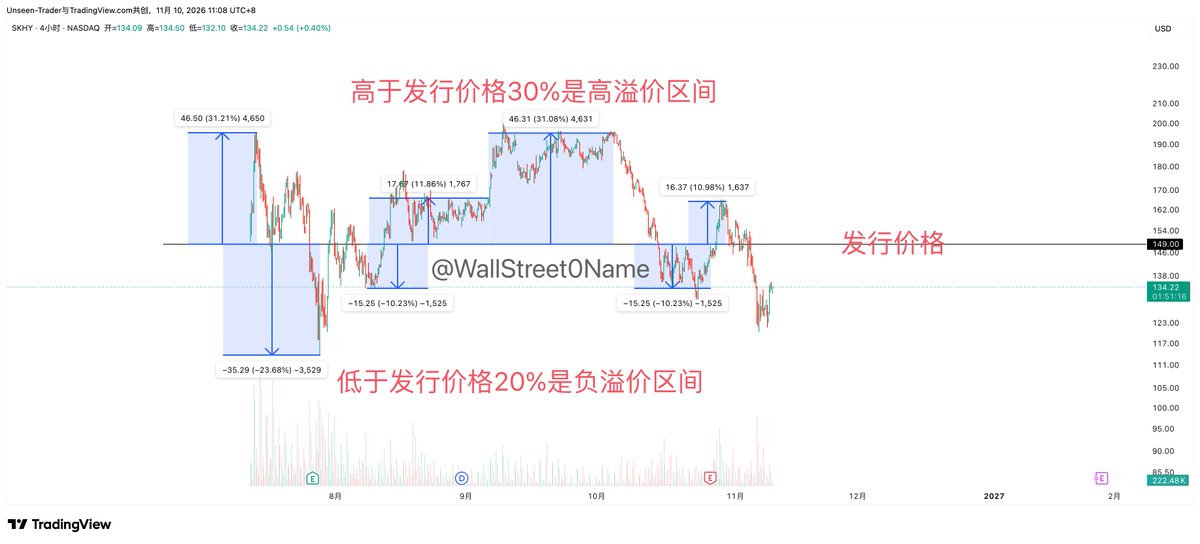 Unseen-Trader与TradingView.com共创，11月 10, 2026 11:08 UTC+8
SKHY · 4小时 · NASDAQ 开=134.09 高=134.50 低=132.10 收=134.22 +0.54 (+0.40%)
USD
230.00
高于发行价格30%是高溢价区间
210.00
46.50 (31.21%) 4,650
46.31 (31.08%) 4,631
200.00
190.00
180.00
17.67 (11.86%) 1,767
16.37 (10.98%) 1,637
170.00
162.00
154.00
发行价格
149.00
146.00
@WallStreet0Name
138.00
134.22
01:51:16
−15.25 (−10.23%) −1,525
−15.25 (−10.23%) −1,525
123.00
117.00
111.00
−35.29 (−23.68%) −3,529
低于发行价格20%是负溢价区间
105.00
100.00
95.00
90.00
85.50
E
D
E
E
222.48K
8月
9月
10月
11月
12月
2027
2月
TradingView